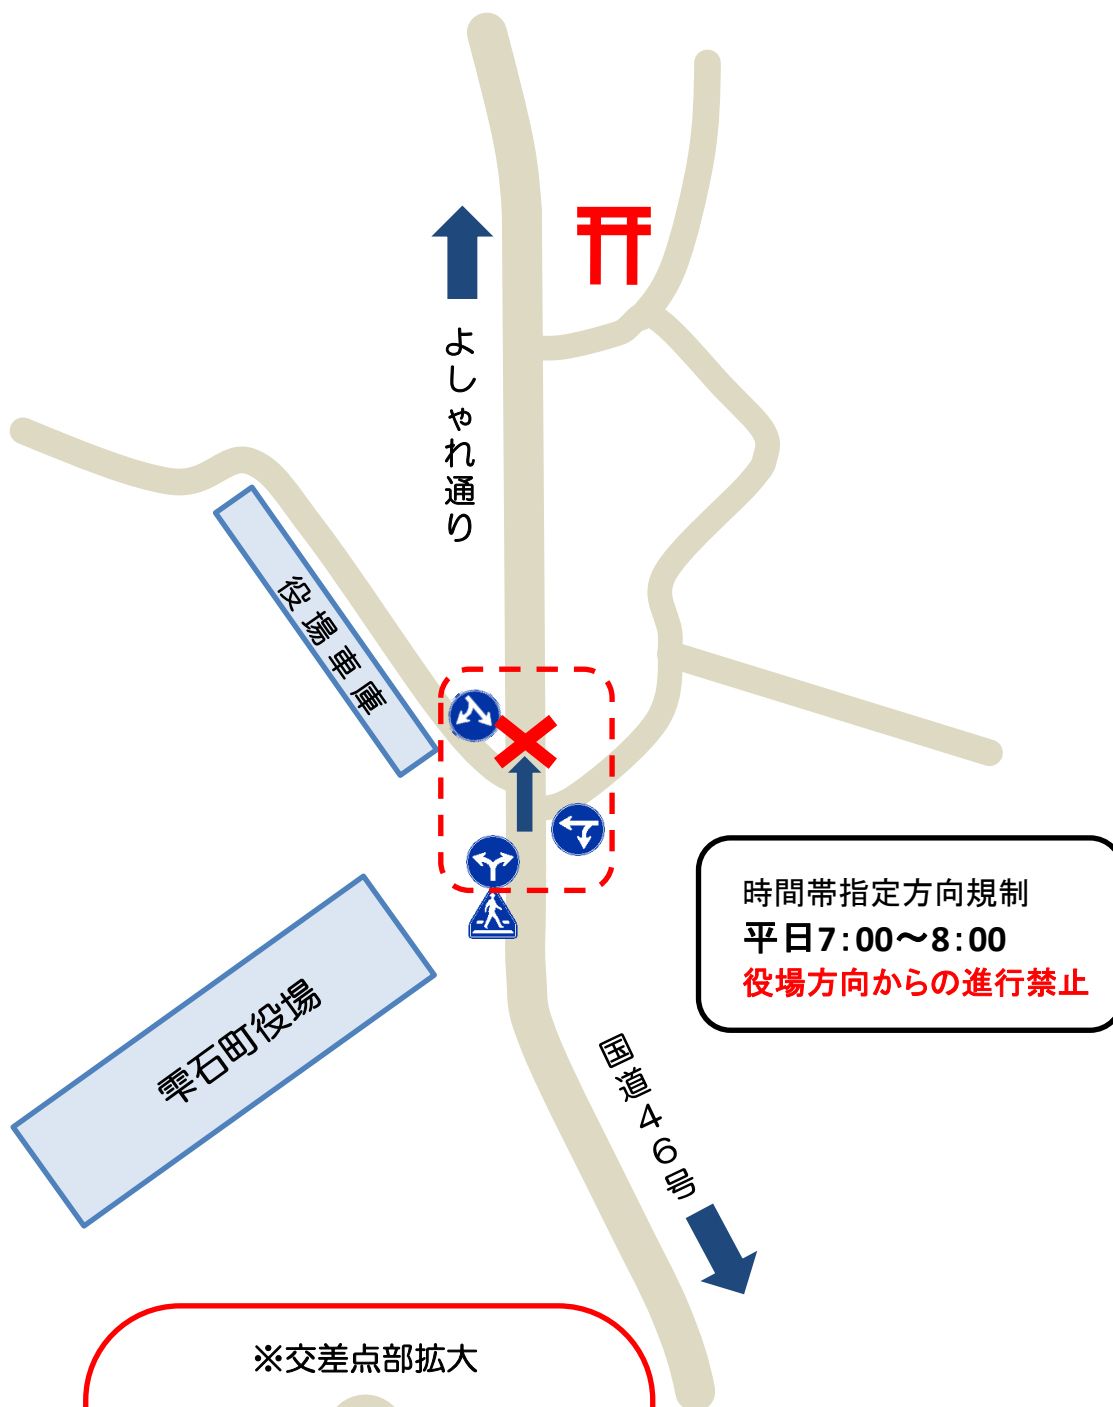 よしゃれ通り
役場車庫
時間帯指定方向規制
平日7:00～8:00
役場方向からの進行禁止
雫石町役場
国道４６号
※交差点部拡大